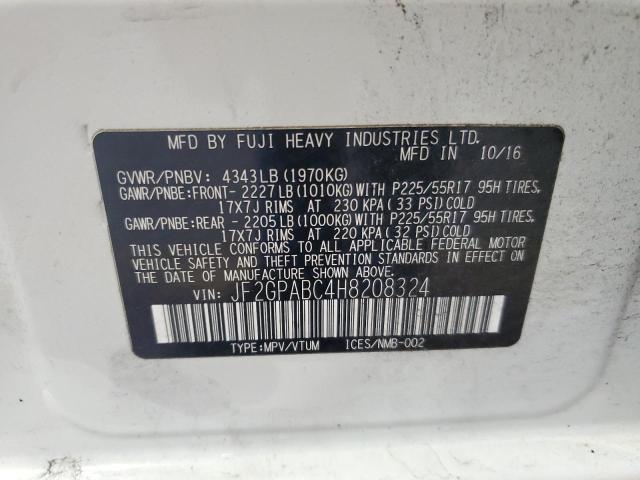 MFD BY FUJI HEAVY INDUSTRIES LTD.
MFD IN 10/16
GVWR/PNBV: 4343LB (1970KG)
GAWR/PNBE:FRONT- 2227LB (1010KG)WITH P225/55R17 95H TIRES,
17X7J RIMS AT 230 KPA (33 PSI)COLD
GAWR/PNBE:REAR - 2205LB (1000KG)WITH P225/55R17 95H TIRES,
17X7J RIMS AT 220 KPA (32 PSI)COLD
THIS VEHICLE CONFORMS TO ALL APPLICABLE FEDERAL MOTOR
VEHICLE SAFETY AND THEFT PREVENTION STANDARDS IN EFFECT
ON THE DATE OF MANUFACTURE SHOWN ABOVE.
VIN: JF2GPABC4H8208324
TYPE:MPV/VTUM ICES/NMB-002